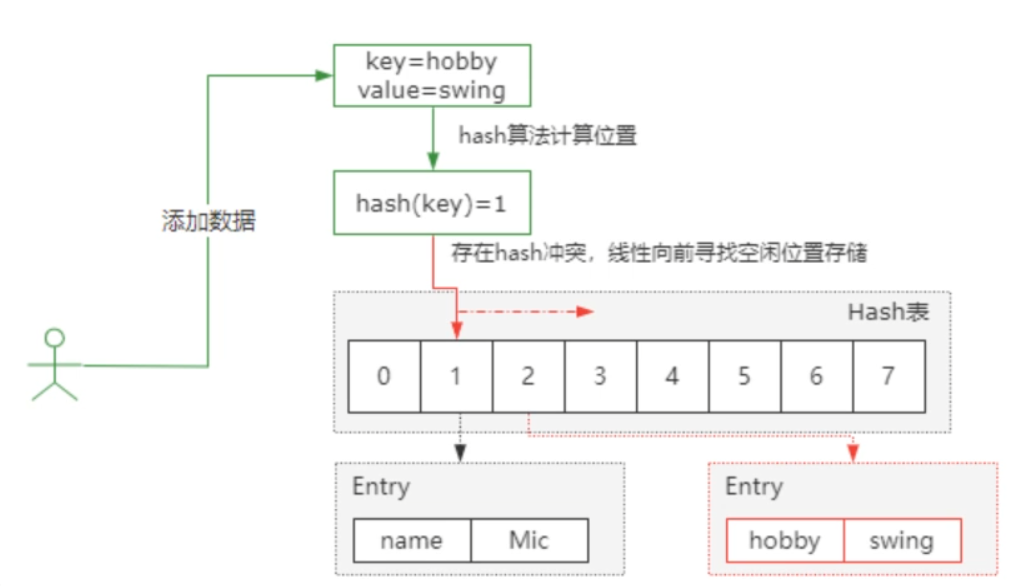 key=hobby
value=swing
hash算法计算位置
添加数据
hash(key)=1
存在hash冲突，线性向前寻找空闲位置存储
Hash表
0 1 2 3 4 5 6 7
Entry
name Mic
Entry
hobby swing